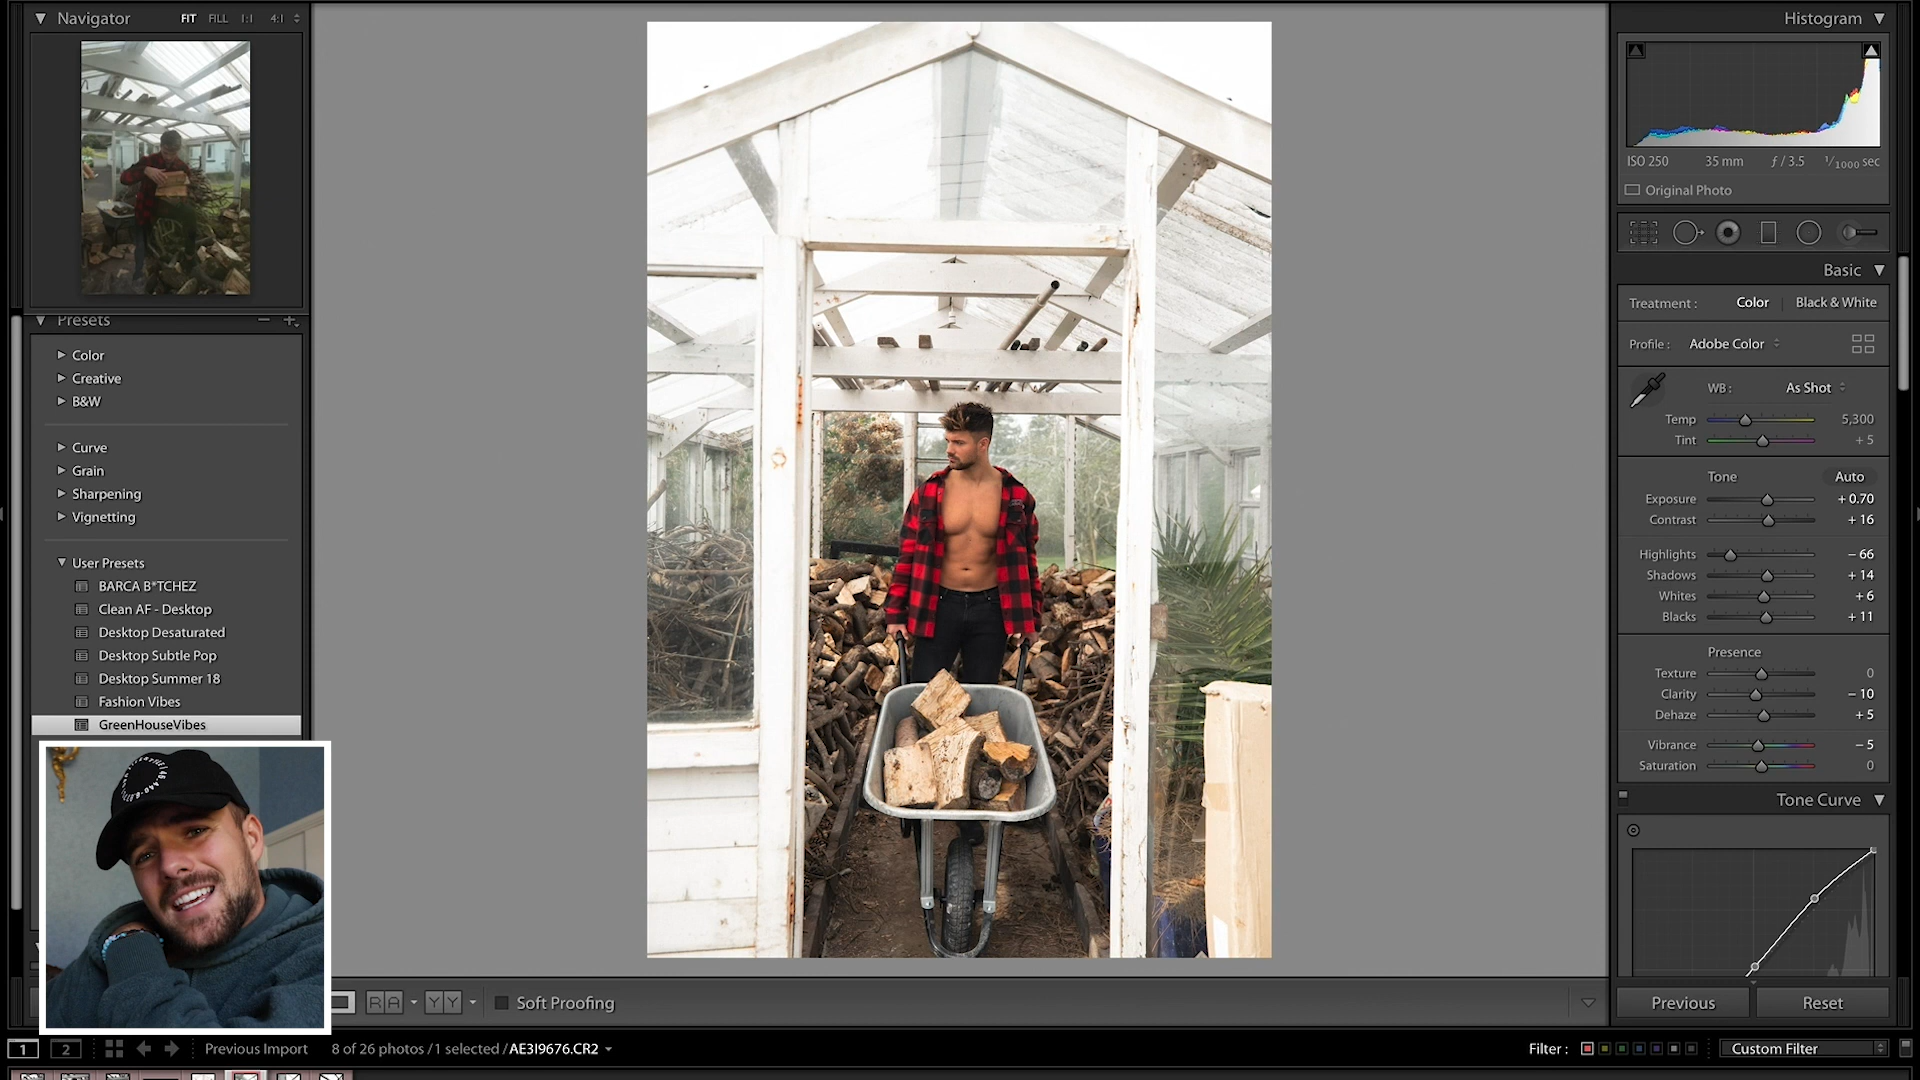 Navigator
FIT FILL 1:1 4:1
Presets
Color
Creative
B&W
Curve
Grain
Sharpening
Vignetting
User Presets
BARCA B*TCHEZ
Clean AF - Desktop
Desktop Desaturated
Desktop Subtle Pop
Desktop Summer 18
Fashion Vibes
GreenHouseVibes
Histogram
ISO 250 35 mm ƒ / 3.5 1/1000 sec
Original Photo
Basic
Treatment : Color Black & White
Profile : Adobe Color
WB : As Shot
Temp 5,300
Tint + 5
Tone Auto
Exposure + 0.70
Contrast + 16
Highlights − 66
Shadows + 14
Whites + 6
Blacks + 11
Presence
Texture 0
Clarity − 10
Dehaze + 5
Vibrance − 5
Saturation 0
Tone Curve
Previous Reset
R A Y Y Soft Proofing
1 2 Previous Import 8 of 26 photos / 1 selected / AE3I9676.CR2 Filter : Custom Filter